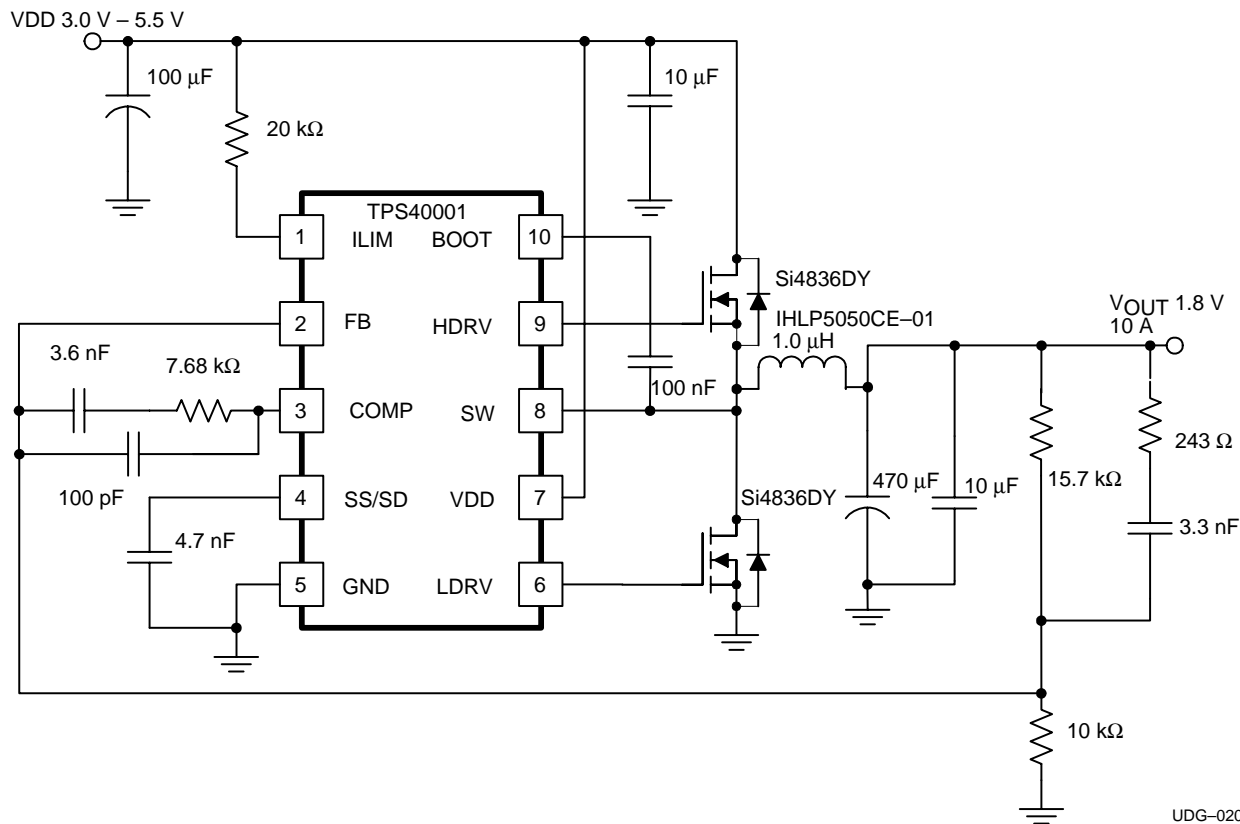 VDD 3.0 V – 5.5 V
100 μF
10 μF
20 kΩ
TPS40001
1
ILIM
BOOT
10
Si4836DY
2
FB
HDRV
9
IHLP5050CE–01
1.0 μH
VOUT 1.8 V
10 A
3.6 nF
7.68 kΩ
100 nF
3
COMP
SW
8
243 Ω
100 pF
4
SS/SD
VDD
7
Si4836DY
470 μF
10 μF
15.7 kΩ
3.3 nF
4.7 nF
5
GND
LDRV
6
10 kΩ
UDG–020